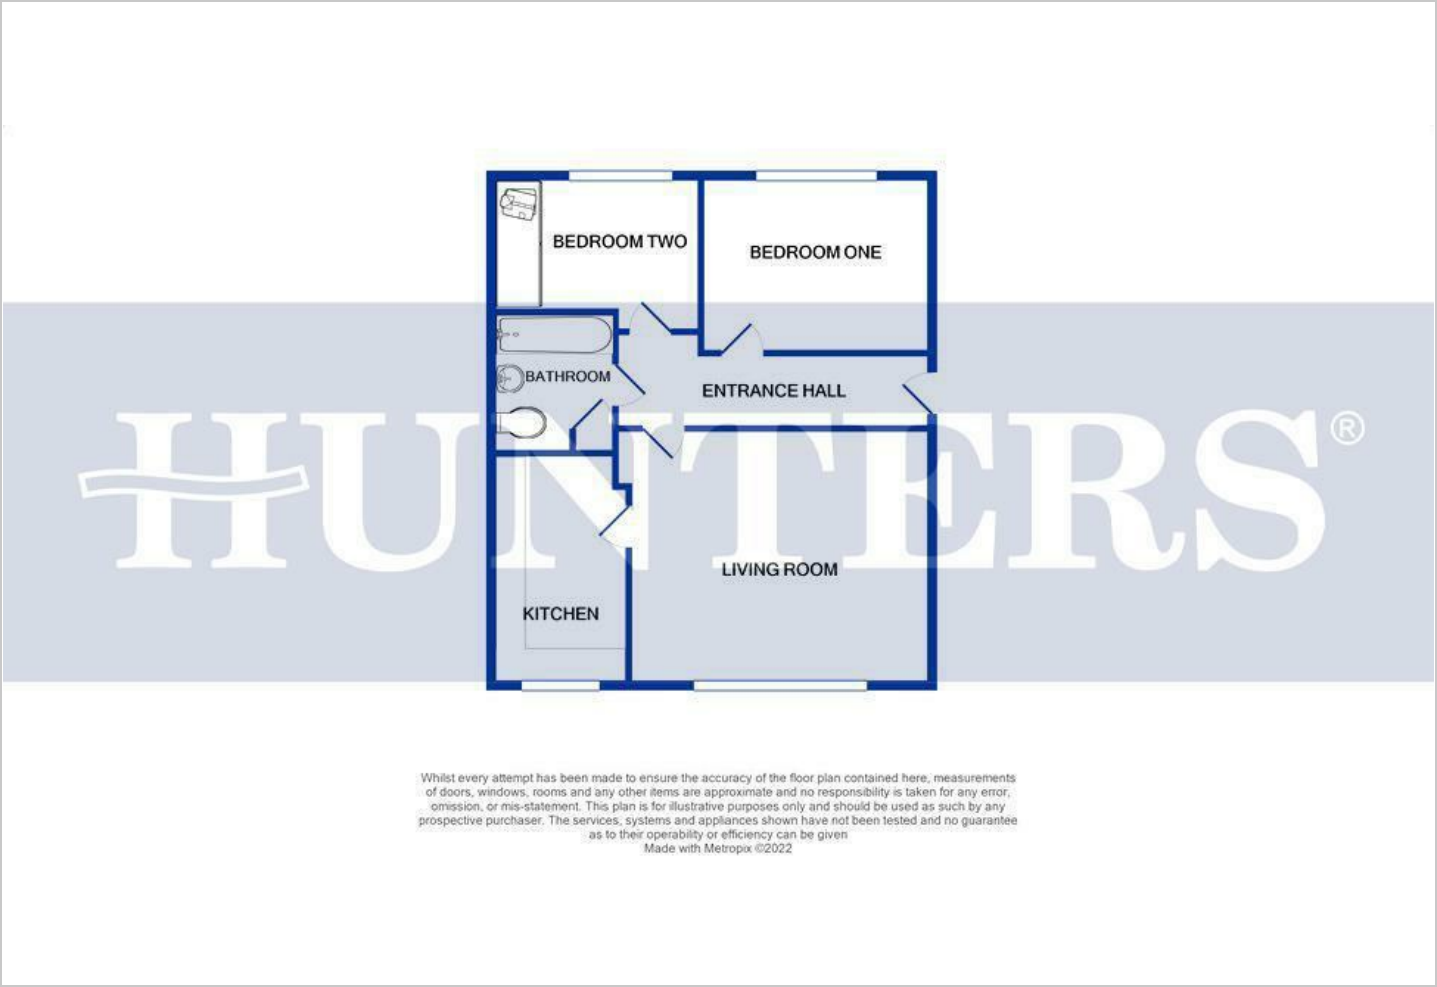 BEDROOM TWO
BEDROOM ONE
BATHROOM
ENTRANCE HALL
HUNTERS®
LIVING ROOM
KITCHEN
Whilst every attempt has been made to ensure the accuracy of the floor plan contained here, measurements
of doors, windows, rooms and any other items are approximate and no responsibility is taken for any error,
omission, or mis-statement. This plan is for illustrative purposes only and should be used as such by any
prospective purchaser. The services, systems and appliances shown have not been tested and no guarantee
as to their operability or efficiency can be given
Made with Metropix ©2022